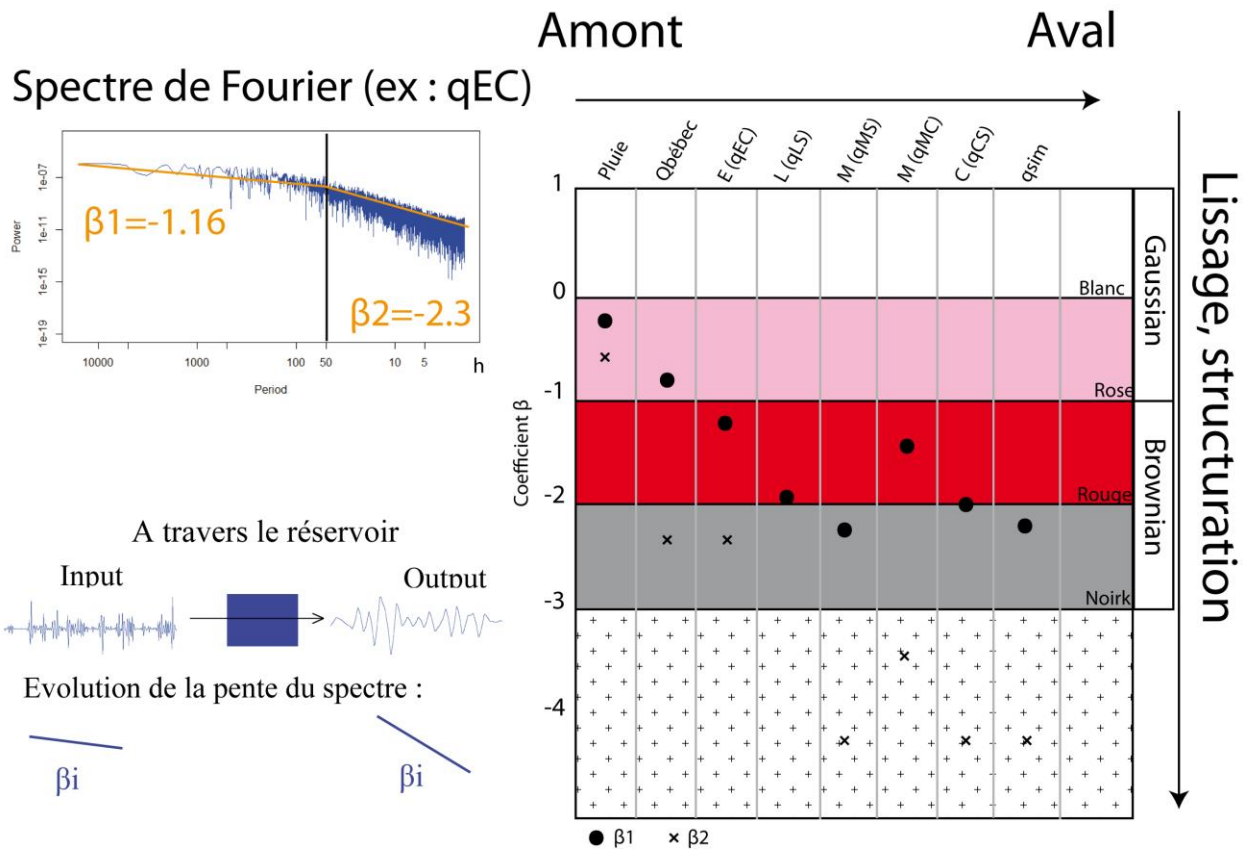 Amont
Aval
Spectre de Fourier (ex : qEC)
1e-07
1e-11
1e-15
1e-19
Power
β1=-1.16
β2=-2.3
10000
1000
100
50
10
5
h
Period
A travers le réservoir
Input
Output
Evolution de la pente du spectre :
βi
βi
Pluie
Qbébec
E (qEC)
L (qLS)
M (qMS)
M (qMC)
C (qCS)
qsim
1
0
-1
-2
-3
-4
Coefficient β
Blanc
Rose
Rouge
Noirk
Gaussian
Brownian
Lissage, structuration
β1
β2